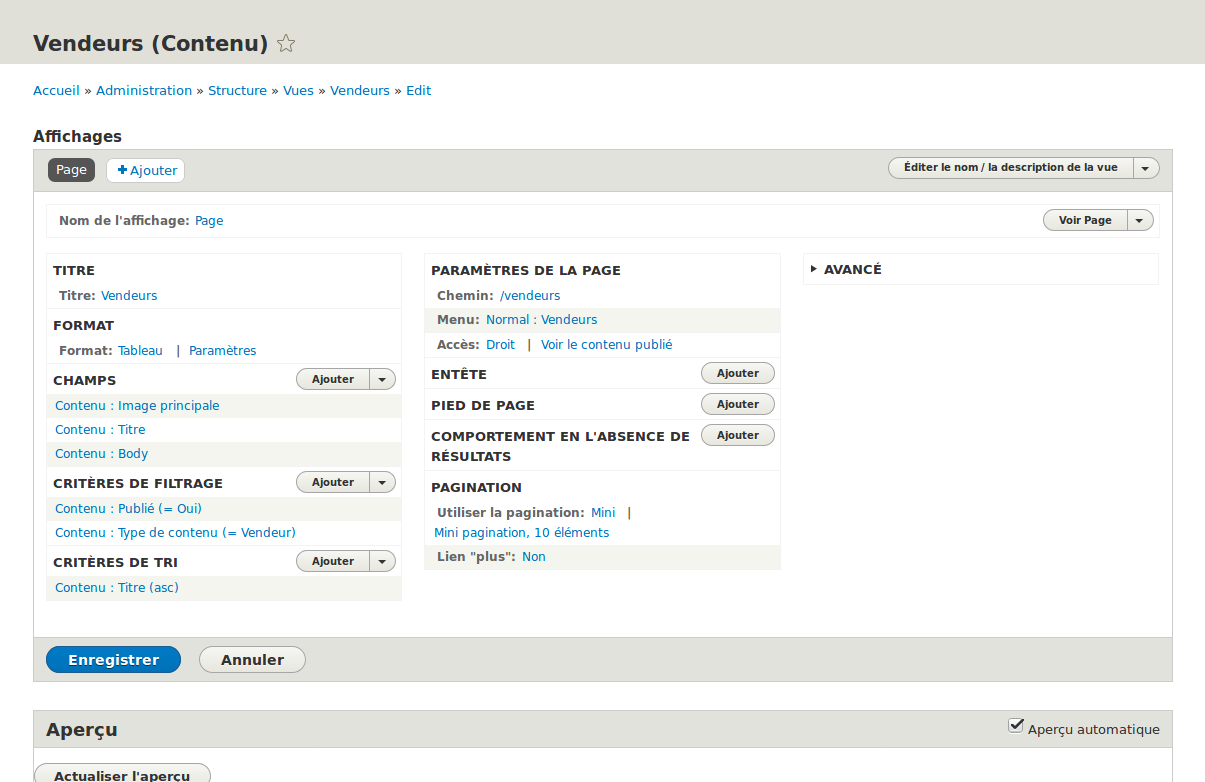 Vendeurs (Contenu)
Accueil » Administration » Structure » Vues » Vendeurs » Edit
Affichages
Page
Ajouter
Éditer le nom / la description de la vue
Nom de l'affichage: Page
Voir Page
TITRE
Titre: Vendeurs
FORMAT
Format: Tableau | Paramètres
CHAMPS
Ajouter
Contenu : Image principale
Contenu : Titre
Contenu : Body
CRITÈRES DE FILTRAGE
Ajouter
Contenu : Publié (= Oui)
Contenu : Type de contenu (= Vendeur)
CRITÈRES DE TRI
Ajouter
Contenu : Titre (asc)
PARAMÈTRES DE LA PAGE
Chemin: /vendeurs
Menu: Normal : Vendeurs
Accès: Droit | Voir le contenu publié
ENTÊTE
Ajouter
PIED DE PAGE
Ajouter
COMPORTEMENT EN L'ABSENCE DE
RÉSULTATS
Ajouter
PAGINATION
Utiliser la pagination: Mini |
Mini pagination, 10 éléments
Lien "plus": Non
AVANCÉ
Enregistrer
Annuler
Aperçu
Aperçu automatique
Actualiser l'aperçu